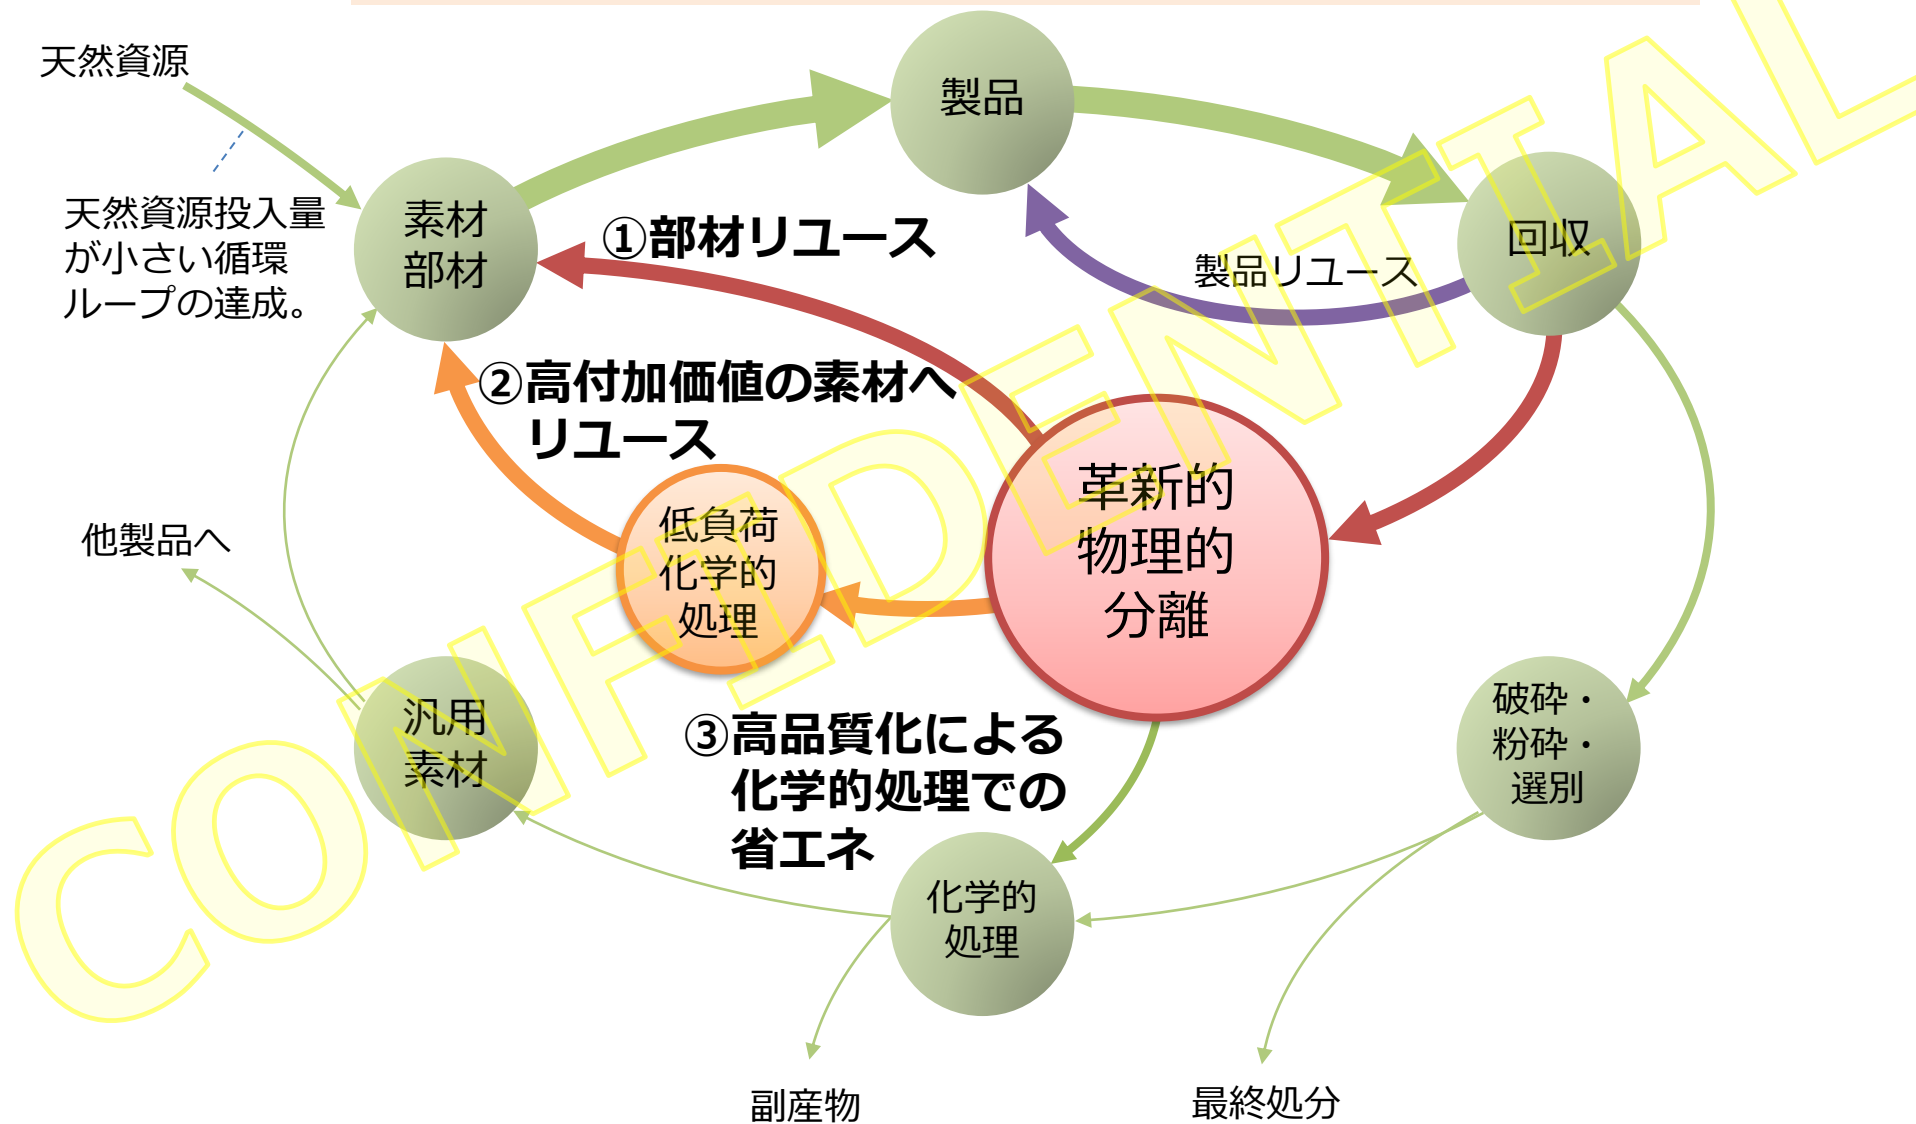 天然資源
製品
天然資源投入量
が小さい循環
ループの達成。
素材
部材
①部材リユース
製品リユース
回収
②高付加価値の素材へ
リユース
革新的
物理的
分離
低負荷
化学的
処理
他製品へ
汎用
素材
③高品質化による
化学的処理での
省エネ
破砕・
粉砕・
選別
化学的
処理
副産物
最終処分
CONFIDENTIAL